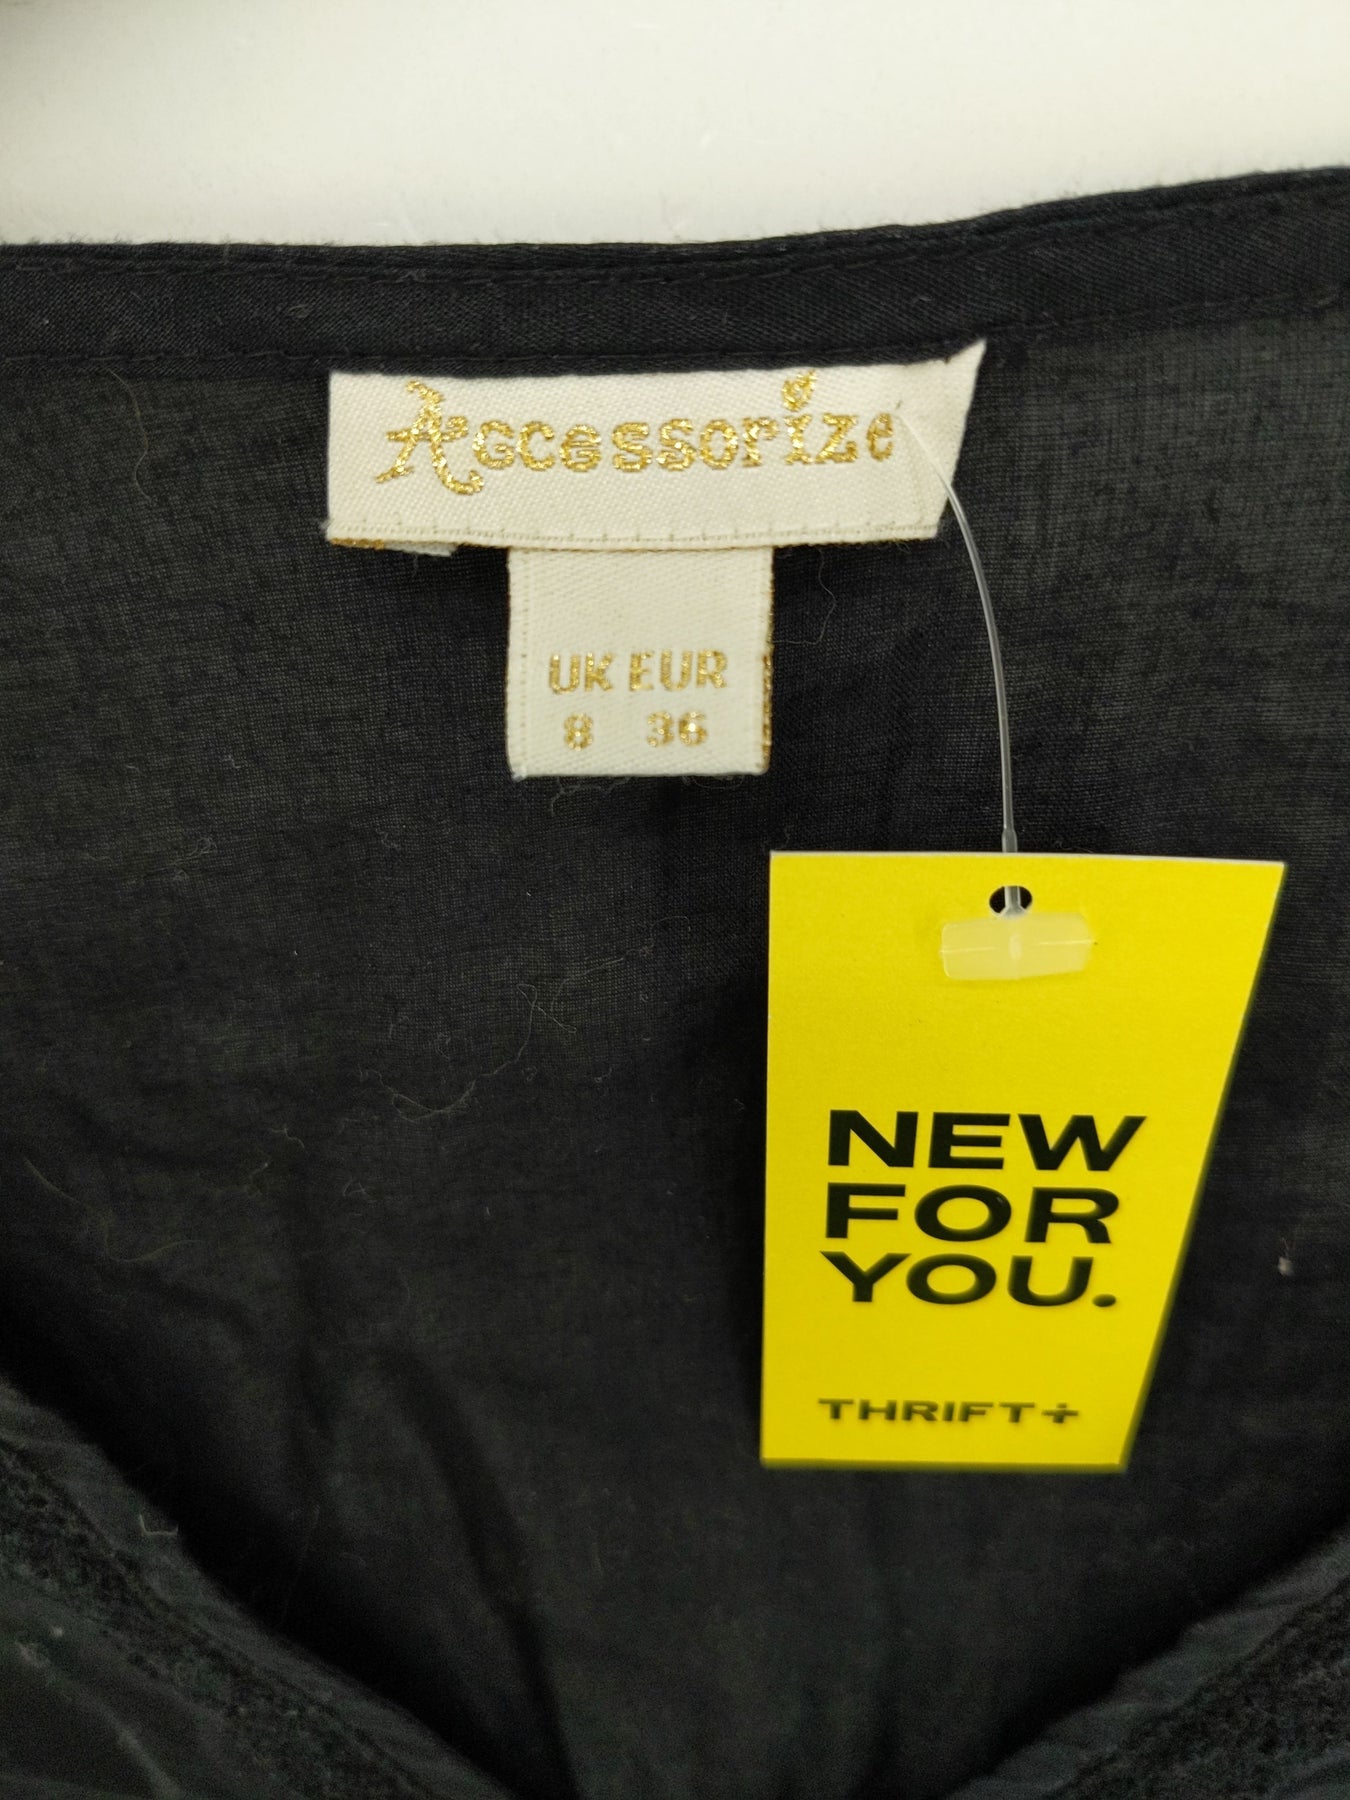 Accessorize
UK EUR
8 36
NEW
FOR
YOU.
THRIFT+